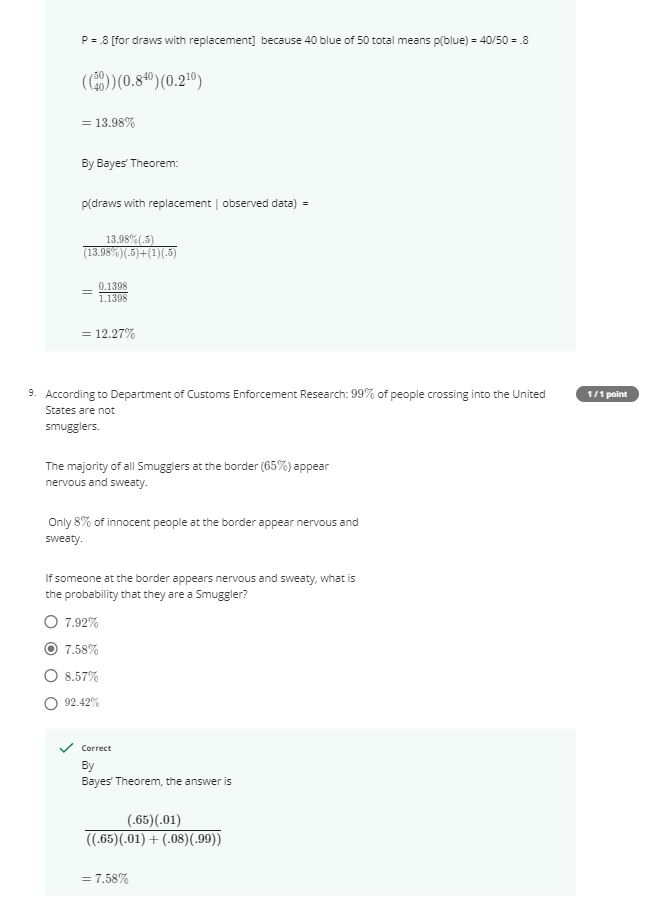 P = .8 [for draws with replacement] because 40 blue of 50 total means p(blue) = 40/50 = .8
((50 40))(0.8^40)(0.2^10)
= 13.98%
By Bayes' Theorem:
p(draws with replacement | observed data) =
13.98%(.5)
(13.98%)(.5)+(1)(.5)
= 0.1398
1.1398
= 12.27%
9. According to Department of Customs Enforcement Research: 99% of people crossing into the United
1 / 1 point
States are not
smugglers.
The majority of all Smugglers at the border (65%) appear
nervous and sweaty.
Only 8% of innocent people at the border appear nervous and
sweaty.
If someone at the border appears nervous and sweaty, what is
the probability that they are a Smuggler?
7.92%
7.58%
8.57%
92.42%
Correct
By
Bayes' Theorem, the answer is
(.65)(.01)
((.65)(.01) + (.08)(.99))
= 7.58%